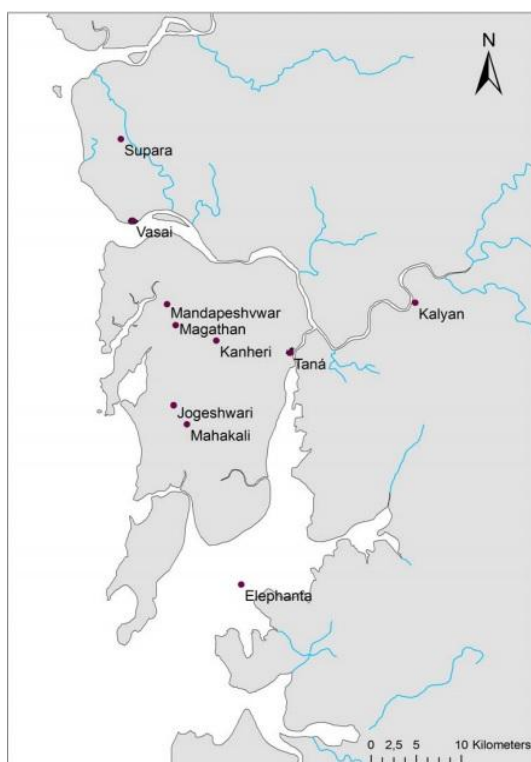 N
Supara
Vasai
Mandapeshvwar
Magathan
Kanheri
Kalyan
Taná
Jogeshwari
Mahakali
Elephanta
0 2,5 5 10 Kilometers